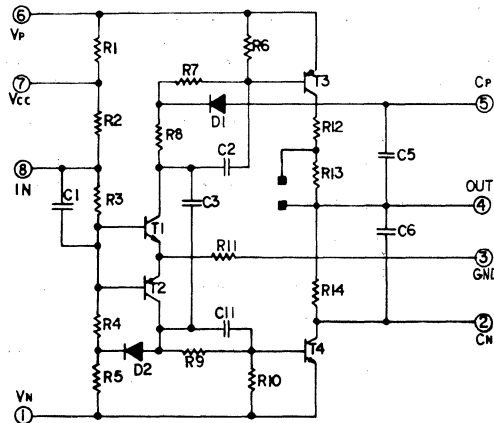 6
VP
R1
R6
R7
T3
7
VCC
D1
CP
5
R2
R8
R12
C2
C5
8
IN
R3
C1
C3
R13
OUT
4
T1
R11
C6
3
GND
T2
R14
R4
C11
2
CN
D2
R9
T4
R5
R10
VN
1